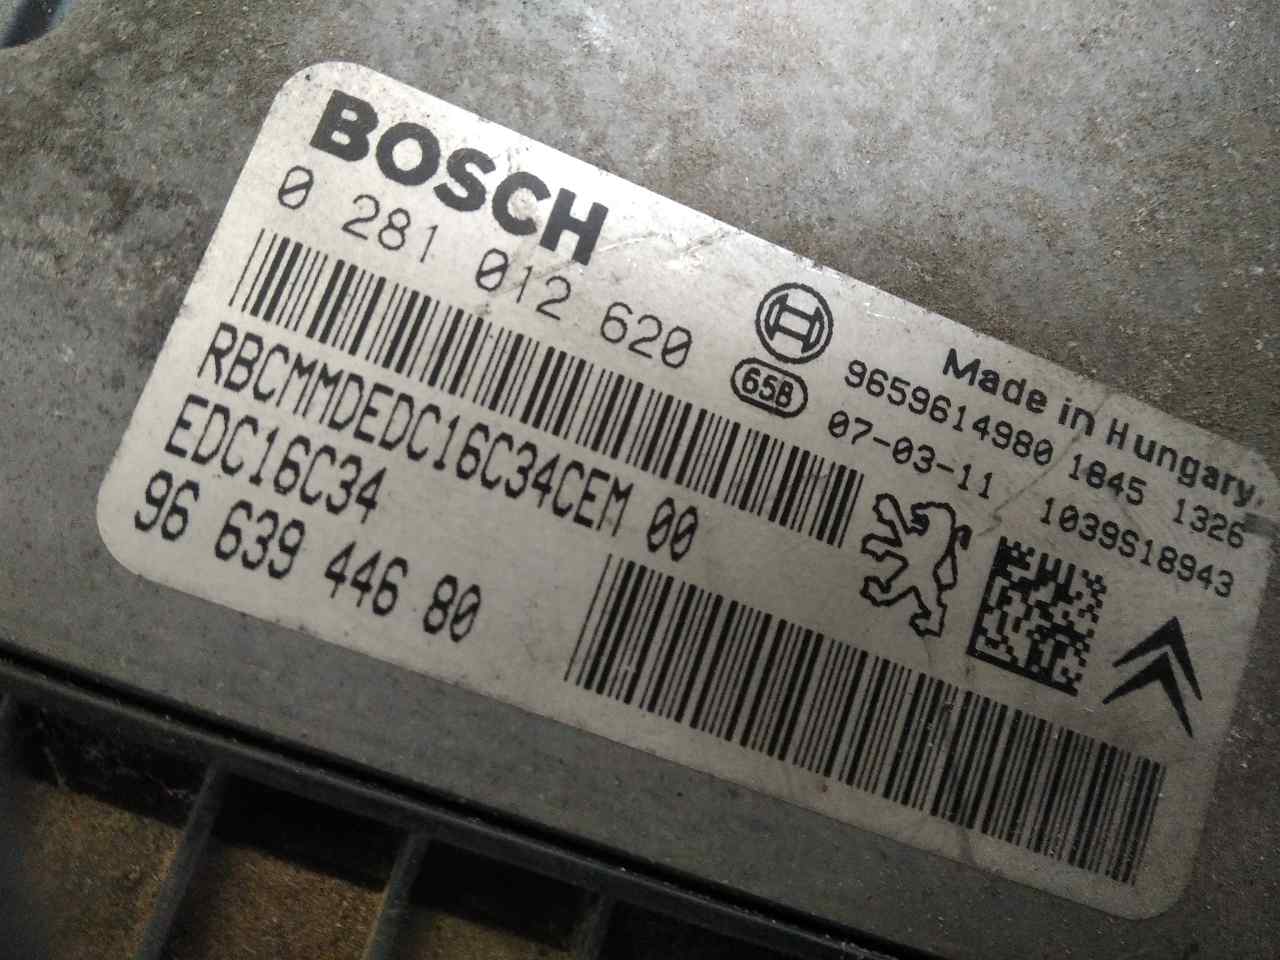 BOSCH
0 281 012 620
RBCMMDEDC16C34CEM 00
EDC16C34
96 639 446 80
65B
Made in Hungary.
9659614980 1845 1326
07-03-11 1039S18943